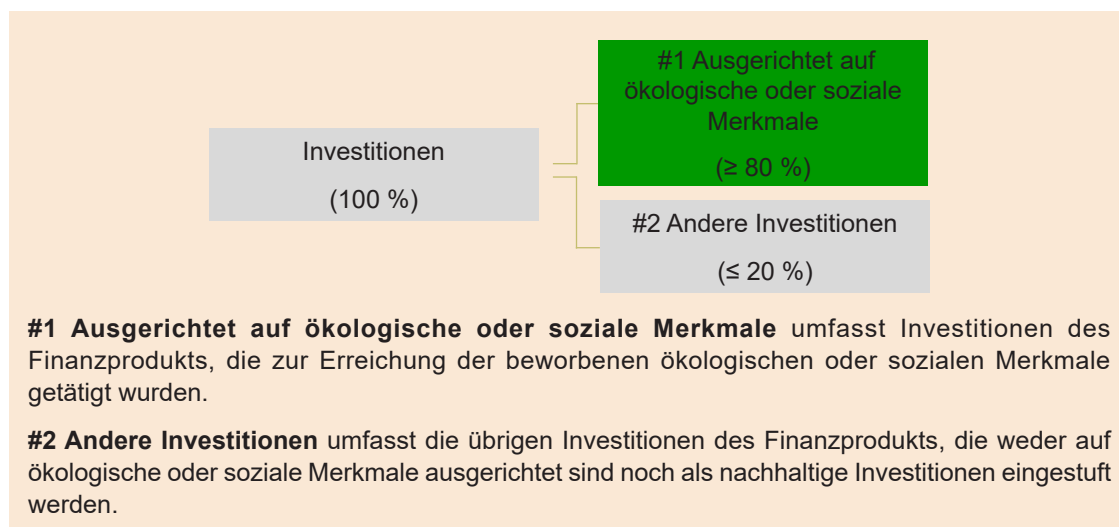 #1 Ausgerichtet auf
ökologische oder soziale
Merkmale
(≥ 80 %)
Investitionen
(100 %)
#2 Andere Investitionen
(≤ 20 %)
#1 Ausgerichtet auf ökologische oder soziale Merkmale umfasst Investitionen des
Finanzprodukts, die zur Erreichung der beworbenen ökologischen oder sozialen Merkmale
getätigt wurden.
#2 Andere Investitionen umfasst die übrigen Investitionen des Finanzprodukts, die weder auf
ökologische oder soziale Merkmale ausgerichtet sind noch als nachhaltige Investitionen eingestuft
werden.